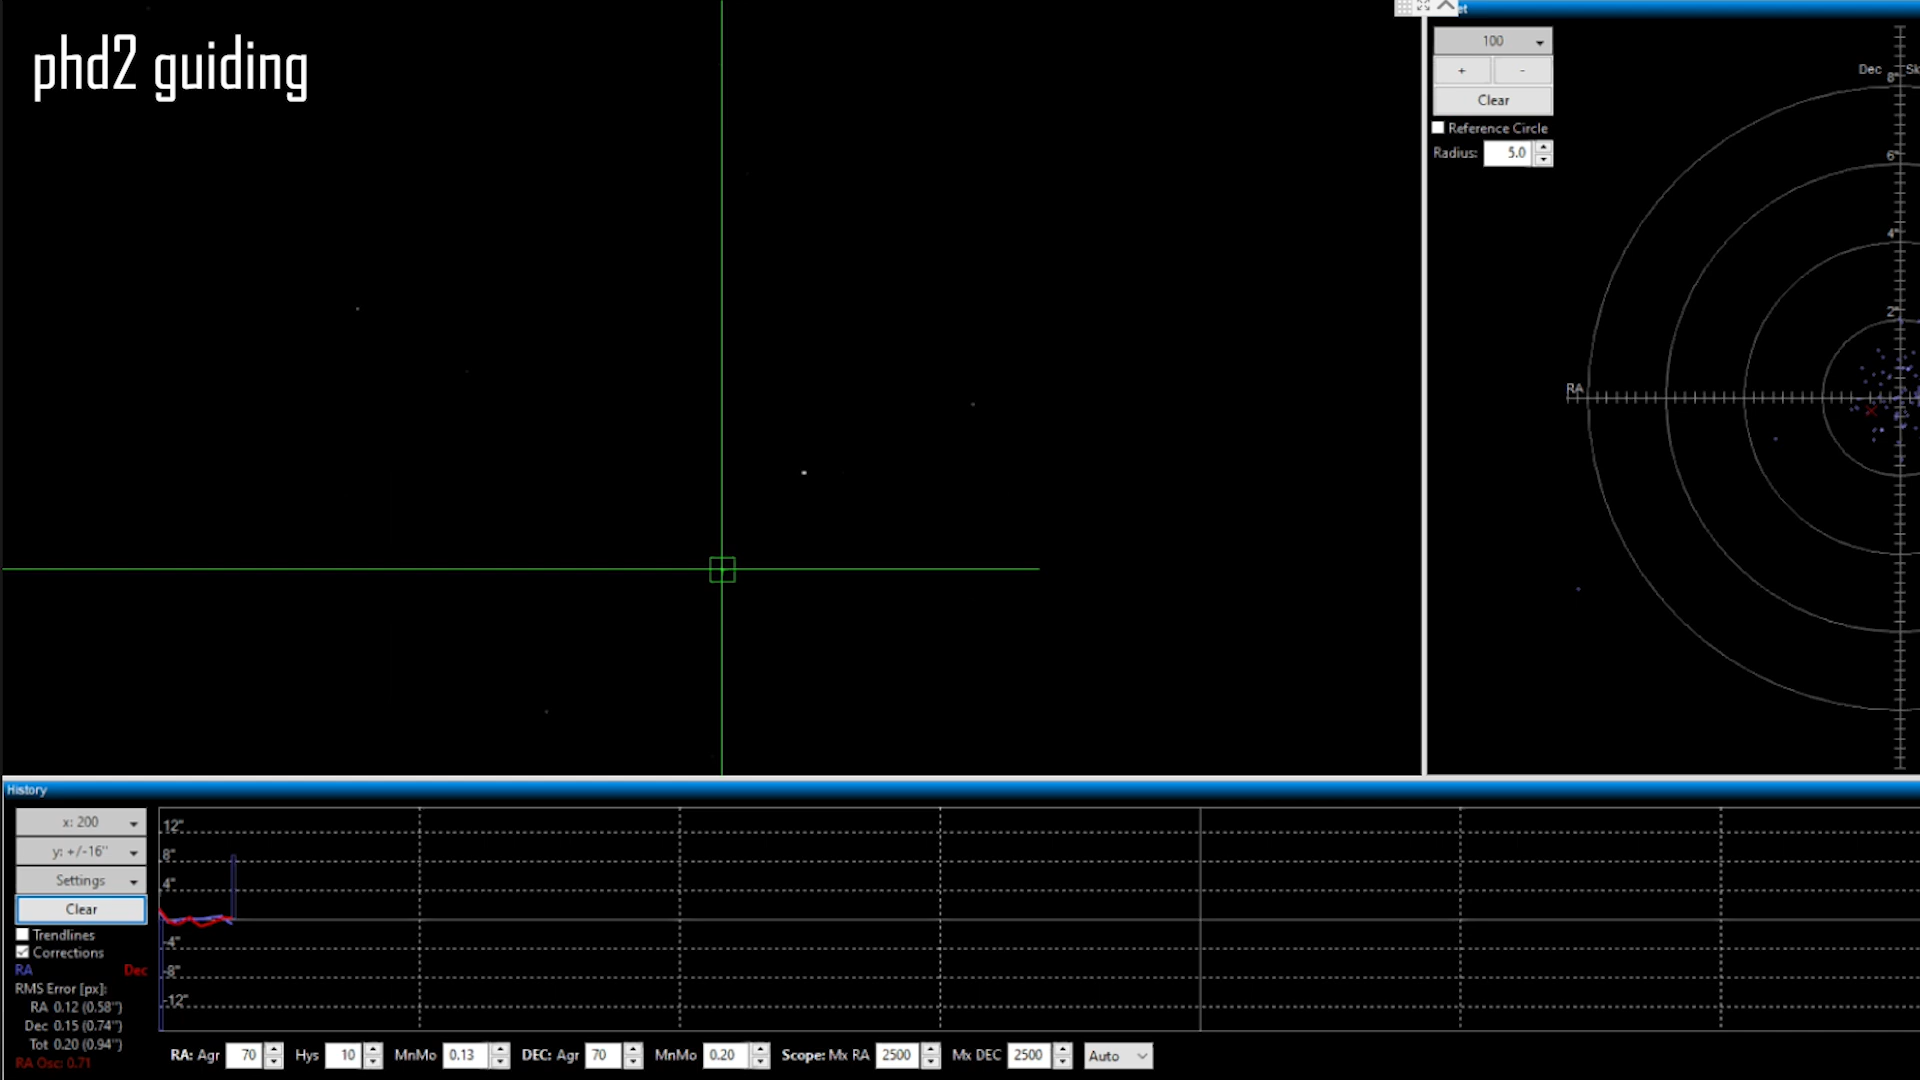 phd2 guiding
et
100
+ -
Clear
Reference Circle
Radius: 5.0
Dec Sk
8"
6"
4"
2"
RA
History
x: 200
y: +/-16"
Settings
Clear
Trendlines
Corrections
RA Dec
RMS Error [px]:
RA 0.12 (0.58")
Dec 0.15 (0.74")
Tot 0.20 (0.94")
RA Osc: 0.71
12"
8"
4"
-4"
-8"
-12"
RA: Agr 70 Hys 10 MnMo 0.13 DEC: Agr 70 MnMo 0.20 Scope: Mx RA 2500 Mx DEC 2500 Auto